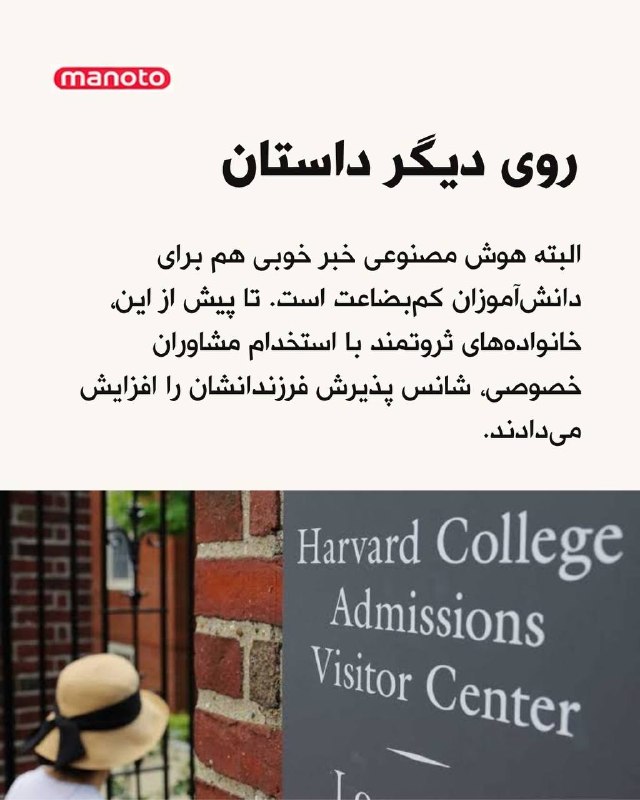 manoto
روی دیگر داستان
البته هوش مصنوعی خبر خوبی هم برای
دانش‌آموزان کم‌بضاعت است. تا پیش از این،
خانواده‌های ثروتمند با استخدام مشاوران
خصوصی، شانس پذیرش فرزندانشان را افزایش
می‌دادند.
Harvard College
Admissions
Visitor Center